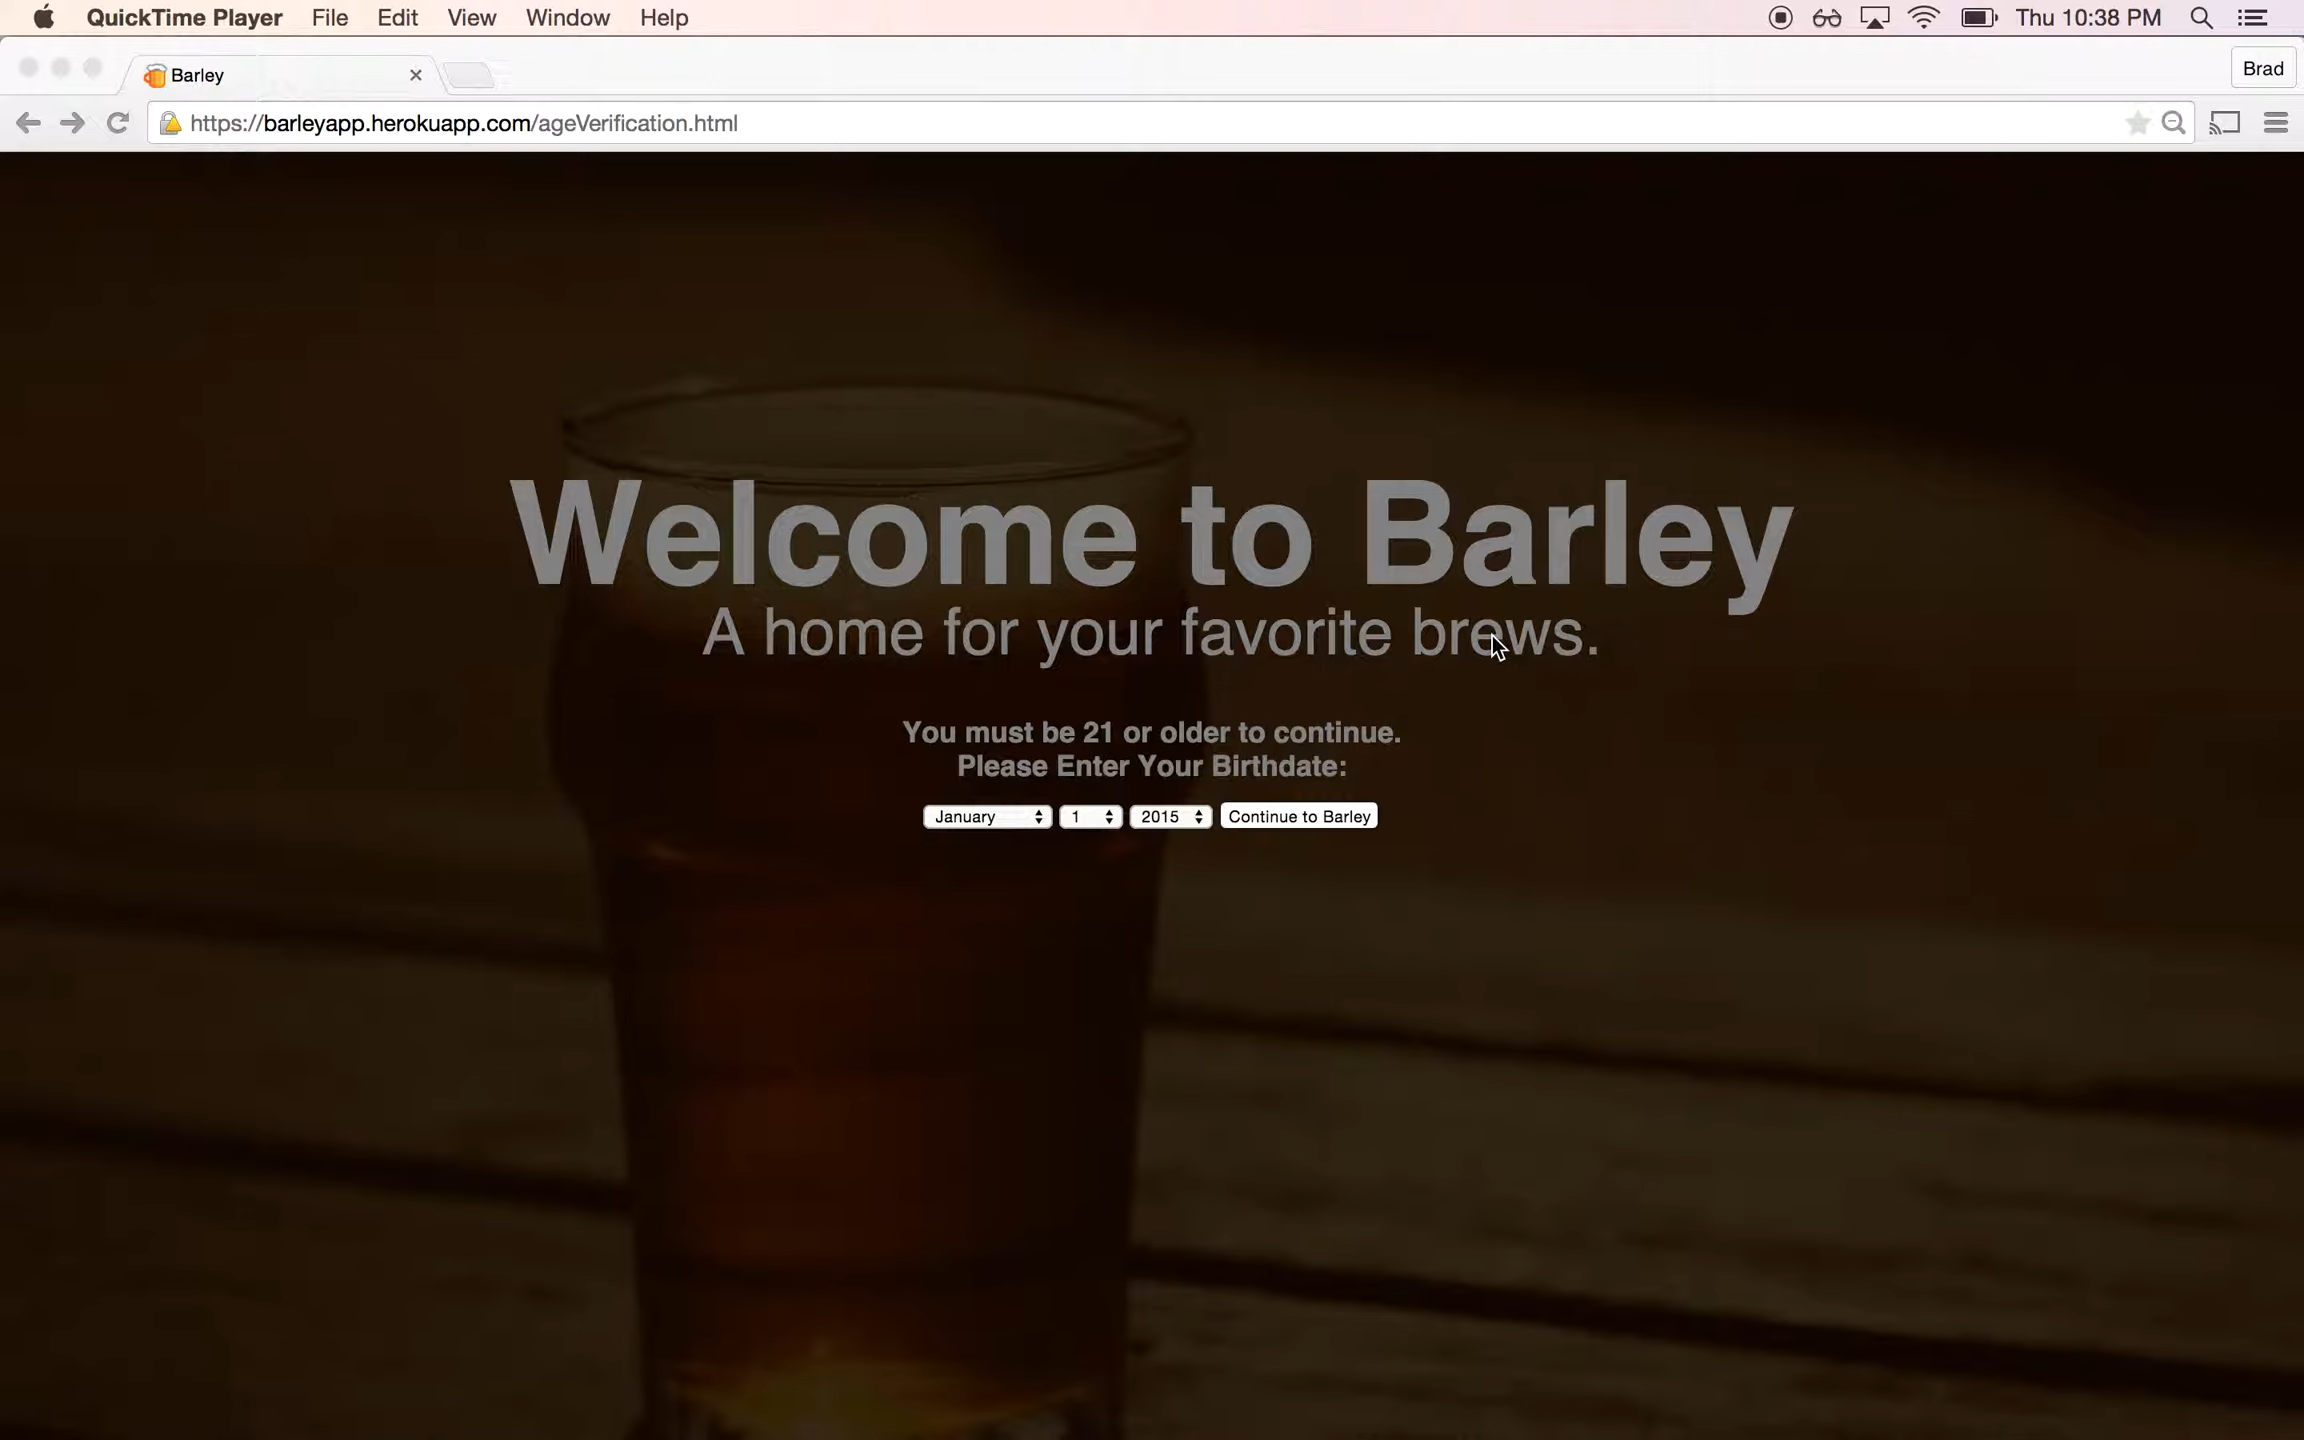 QuickTime Player File Edit View Window Help Thu 10:38 PM
Barley Brad
https://barleyapp.herokuapp.com/ageVerification.html
Welcome to Barley
A home for your favorite brews.
You must be 21 or older to continue.
Please Enter Your Birthdate:
January 1 2015 Continue to Barley